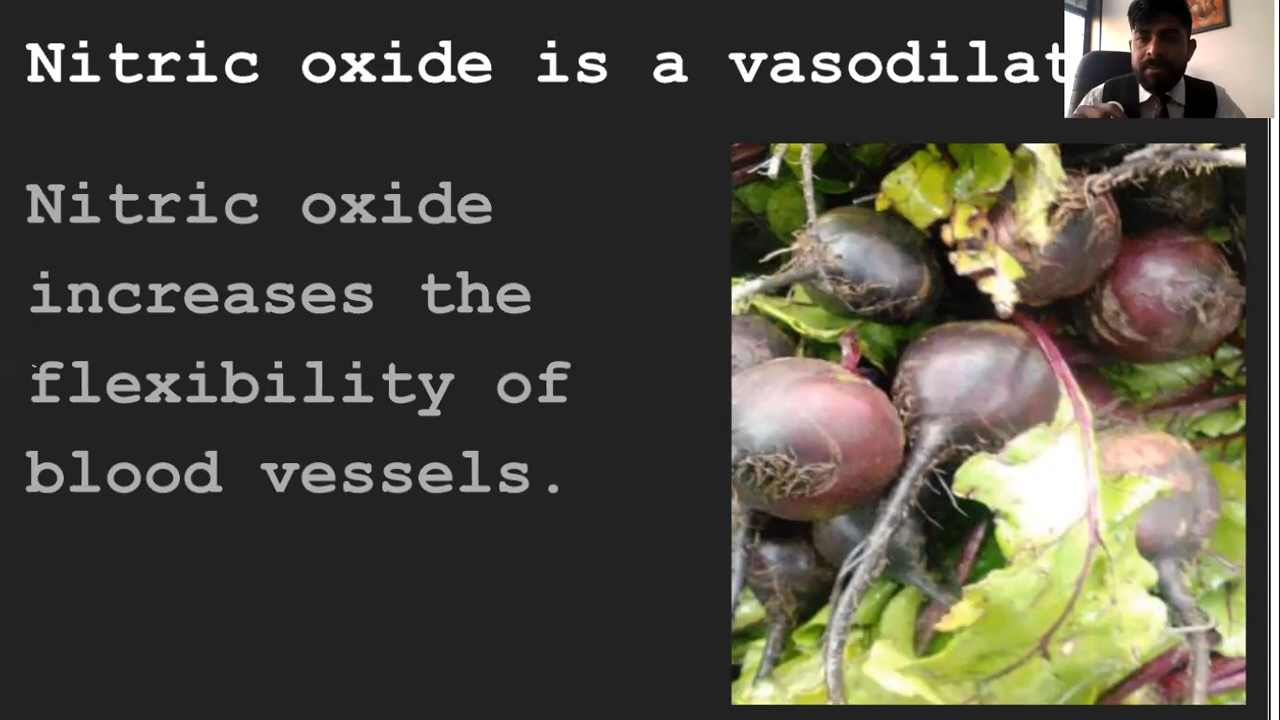 Nitric oxide is a vasodilat
Nitric oxide
increases the
flexibility of
blood vessels.